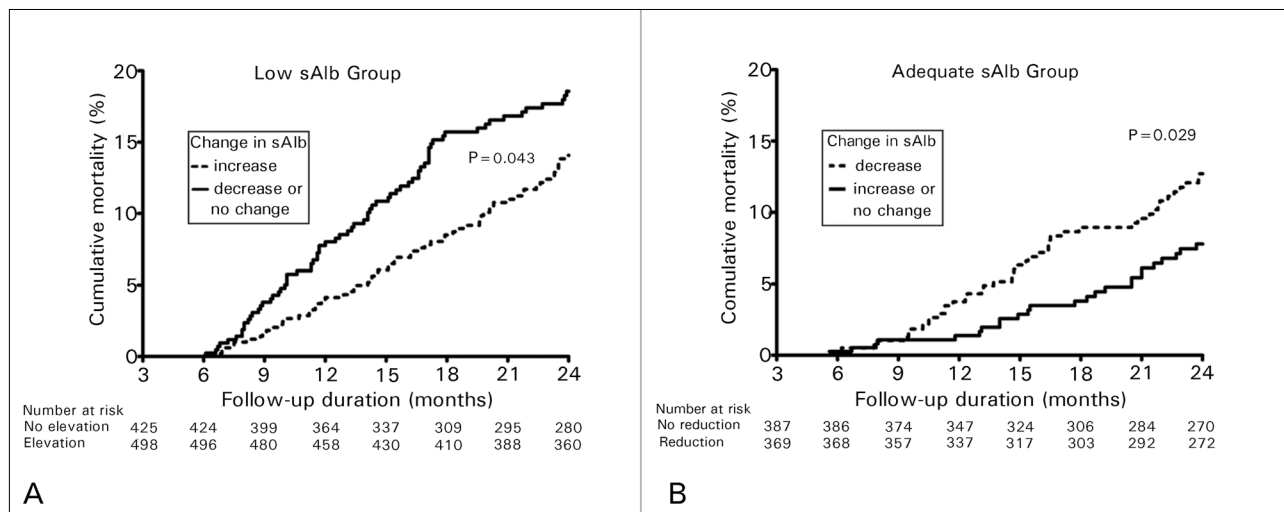 Low sAlb Group
Cumulative mortality (%)
20
15
10
5
0
Change in sAlb
increase
decrease or
no change
P=0.043
3 6 9 12 15 18 21 24
Follow-up duration (months)
Number at risk
No elevation 425 424 399 364 337 309 295 280
Elevation 498 496 480 458 430 410 388 360
A
Adequate sAlb Group
Comulative mortality (%)
20
15
10
5
0
Change in sAlb
decrease
increase or
no change
P=0.029
3 6 9 12 15 18 21 24
Follow-up duration (months)
Number at risk
No reduction 387 386 374 347 324 306 284 270
Reduction 369 368 357 337 317 303 292 272
B